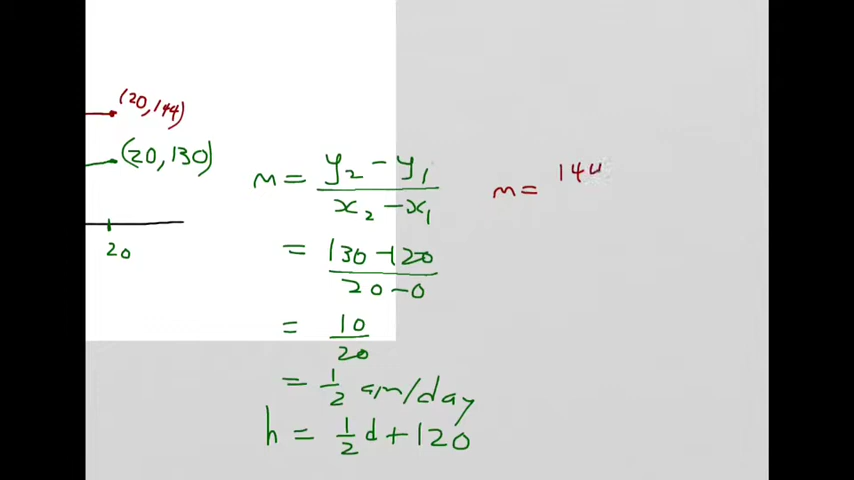 (20,144)
(20,130)
20
m = y₂ - y₁ / x₂ - x₁
= 130 - 120 / 20 - 0
= 10 / 20
= 1/2 cm/day
h = 1/2 d + 120
m = 144